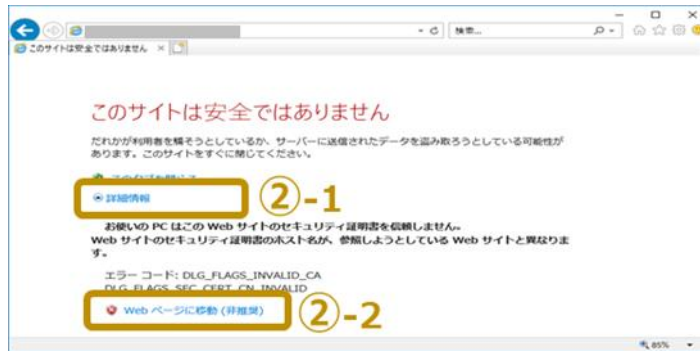 検索...
このサイトは安全ではありません
このサイトは安全ではありません
だれかが利用者を騙そうとしているか、サーバーに送信されたデータを盗み取ろうとしている可能性が
あります。このサイトをすぐに閉じてください。
詳細情報
②-1
お使いの PC はこの Web サイトのセキュリティ証明書を信頼しません。
Web サイトのセキュリティ証明書のホスト名が、参照しようとしている Web サイトと異なりま
す。
エラー コード: DLG_FLAGS_INVALID_CA
DLG_FLAGS_SEC_CERT_CN_INVALID
Web ページに移動 (非推奨)
②-2
85%